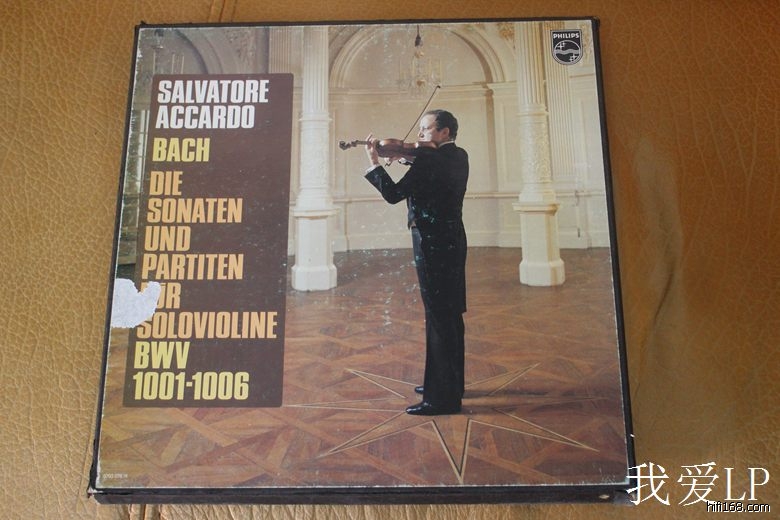 PHILIPS
SALVATORE
ACCARDO
BACH
DIE
SONATEN
UND
PARTITEN
SOLOVIOLINE
BWV
1001-1006
我爱LP
hifi168.com